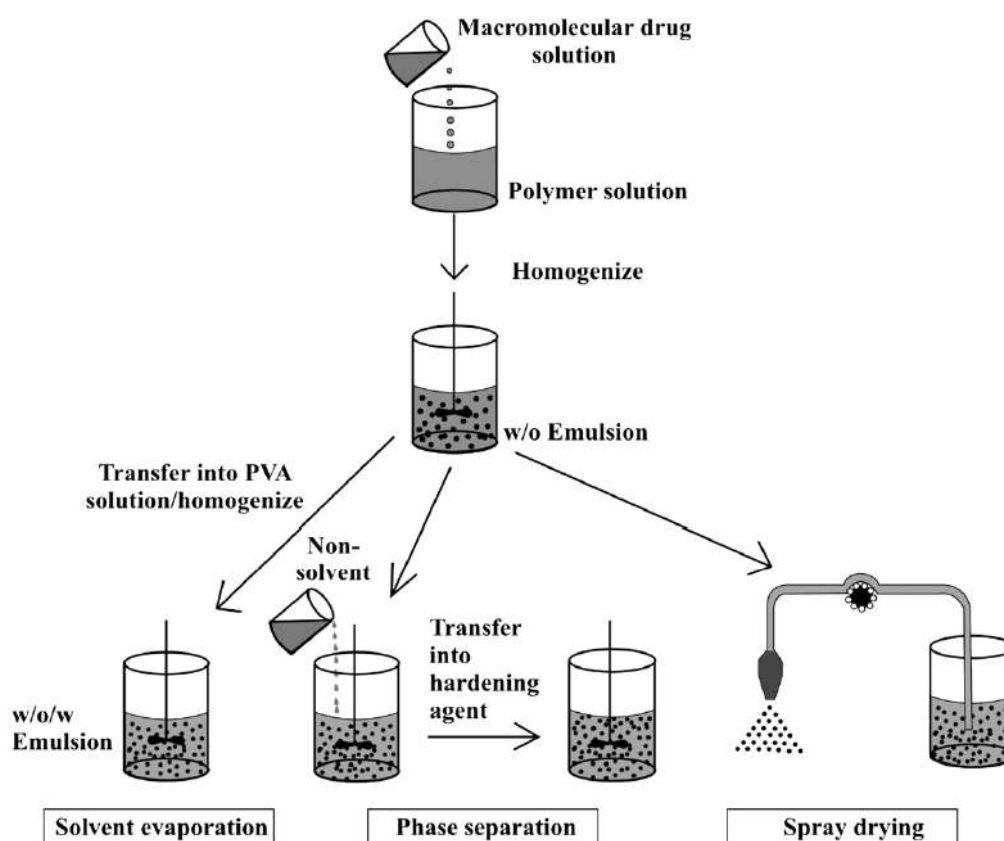 Macromolecular drug
solution
Polymer solution
Homogenize
w/o Emulsion
Transfer into PVA
solution/homogenize
Non-
solvent
Transfer
into
hardening
agent
w/o/w
Emulsion
Solvent evaporation
Phase separation
Spray drying